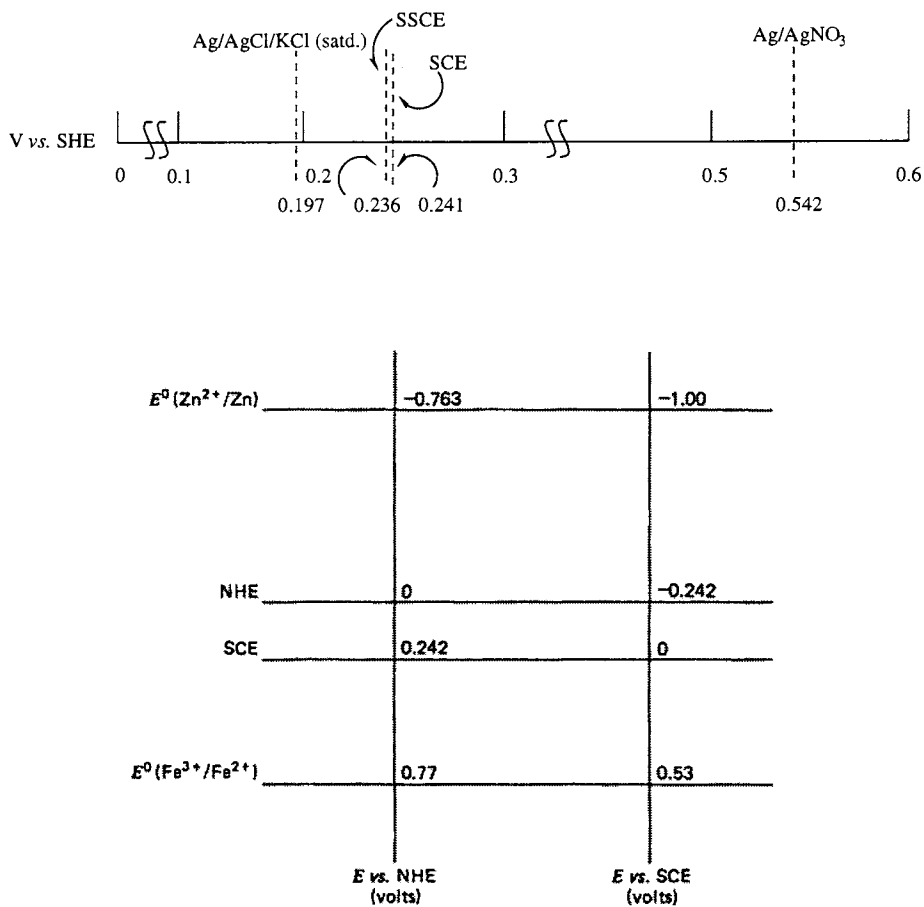 SSCE
Ag/AgCl/KCl (satd.)
Ag/AgNO₃
SCE
V vs. SHE
0 0.1 0.2 0.3 0.5 0.6
0.197 0.236 0.241 0.542
E⁰(Zn²⁺/Zn) −0.763 −1.00
NHE 0 −0.242
SCE 0.242 0
E⁰(Fe³⁺/Fe²⁺) 0.77 0.53
E vs. NHE E vs. SCE
(volts) (volts)